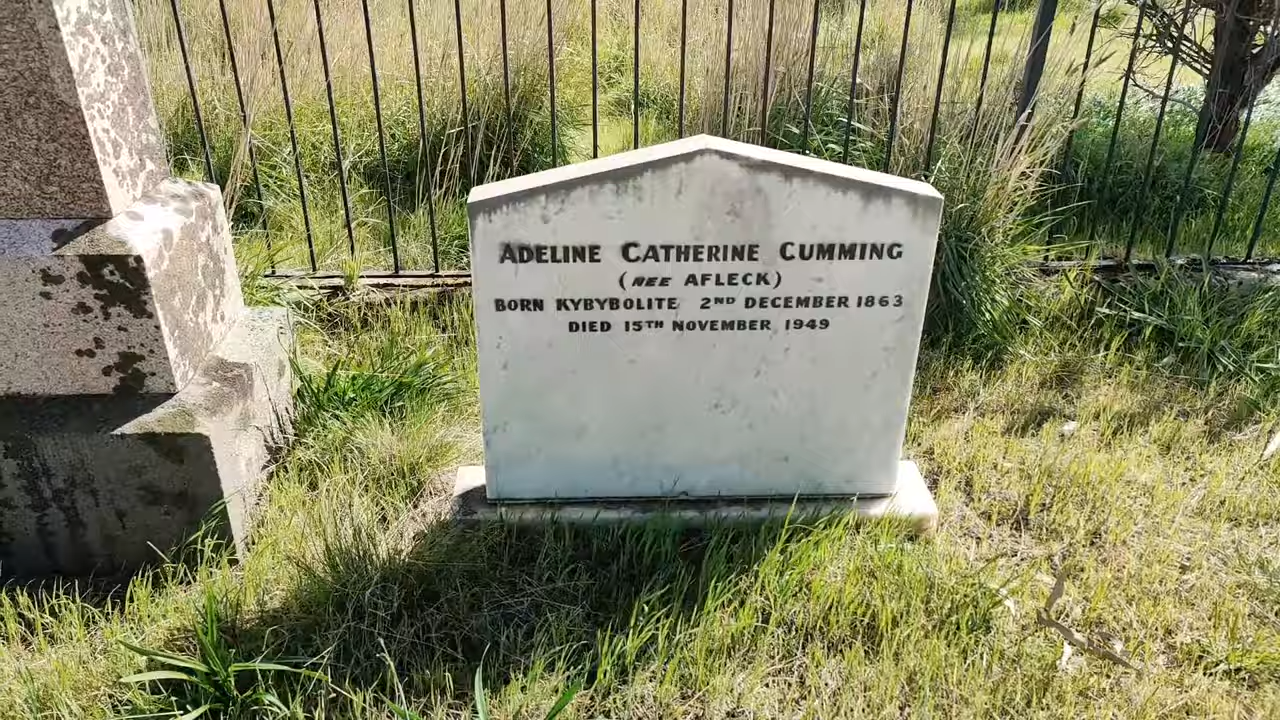 ADELINE CATHERINE CUMMING
(NEE AFLECK)
BORN KYBYBOLITE 2ND DECEMBER 1863
DIED 15TH NOVEMBER 1949